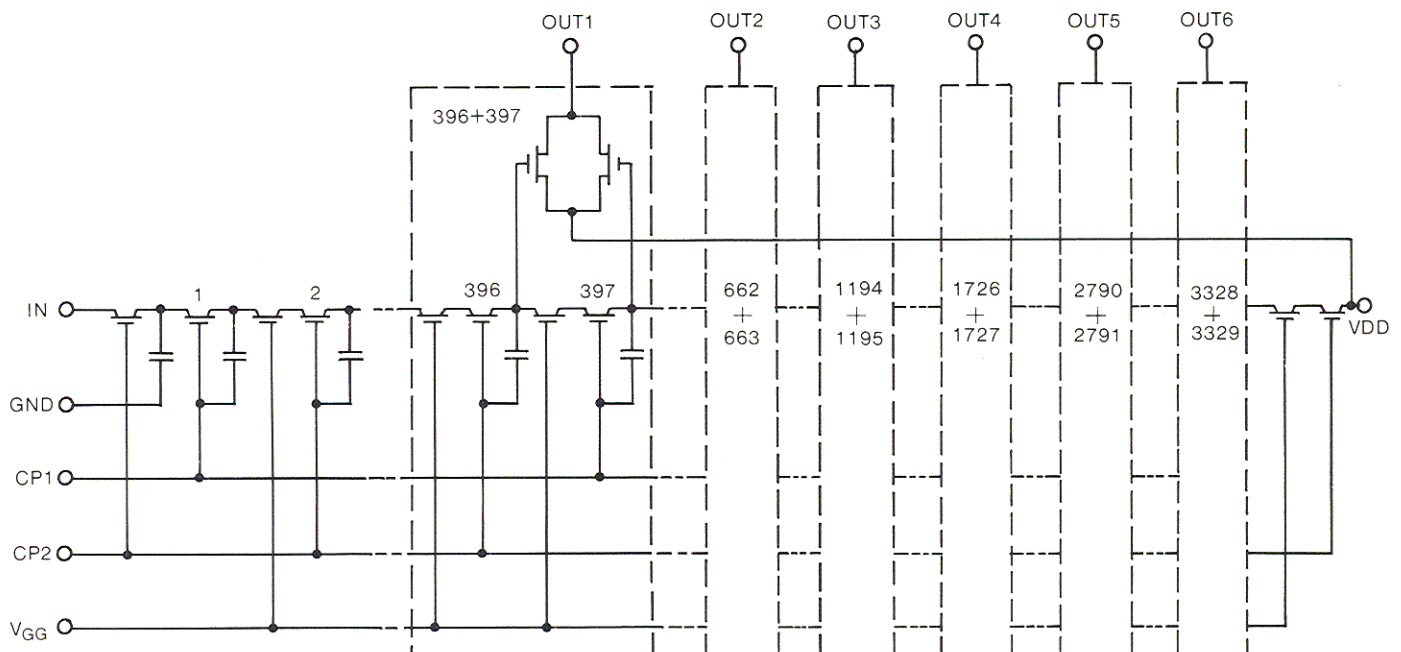 OUT1
OUT2
OUT3
OUT4
OUT5
OUT6
396+397
IN
1
2
396
397
662
+
663
1194
+
1195
1726
+
1727
2790
+
2791
3328
+
3329
VDD
GND
CP1
CP2
VGG